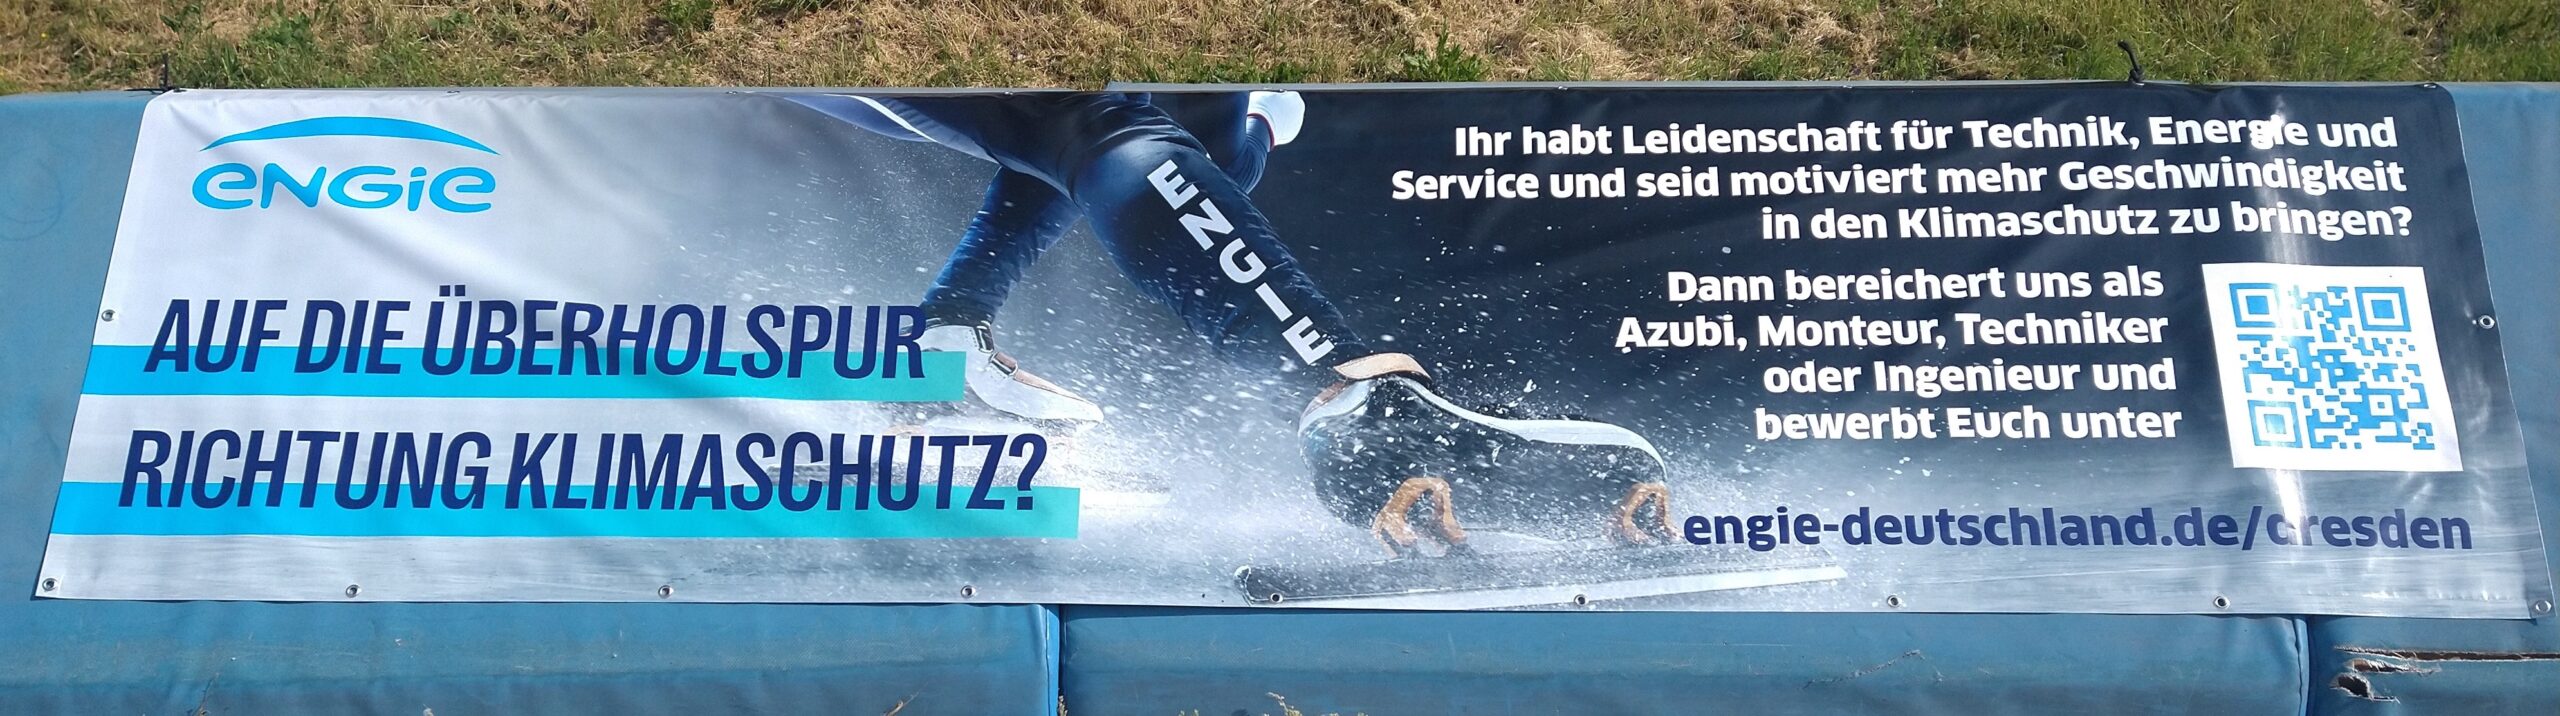 ENGIE
AUF DIE ÜBERHOLSPUR
RICHTUNG KLIMASCHUTZ?
ENGIE
Ihr habt Leidenschaft für Technik, Energie und
Service und seid motiviert mehr Geschwindigkeit
in den Klimaschutz zu bringen?
Dann bereichert uns als
Azubi, Monteur, Techniker
oder Ingenieur und
bewerbt Euch unter
engie-deutschland.de/dresden